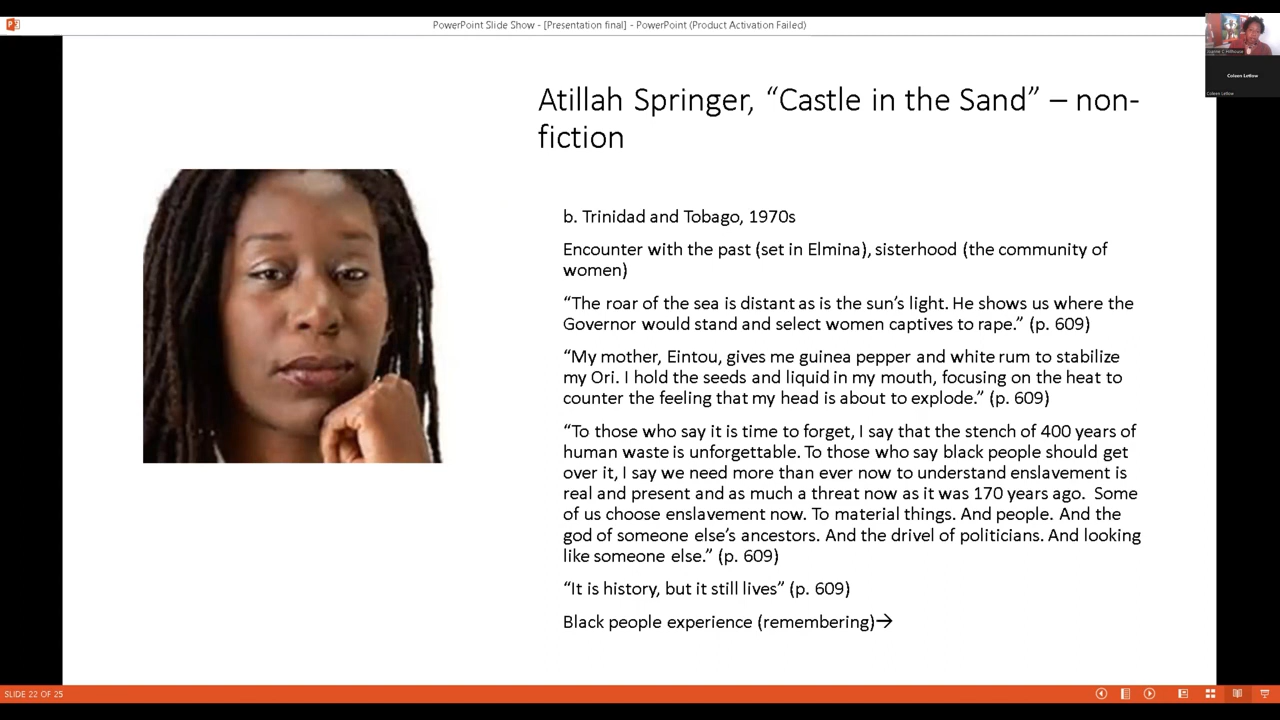 PowerPoint Slide Show - [Presentation final] - PowerPoint (Product Activation Failed)
Atillah Springer, “Castle in the Sand” – non-
fiction
b. Trinidad and Tobago, 1970s
Encounter with the past (set in Elmina), sisterhood (the community of
women)
“The roar of the sea is distant as is the sun’s light. He shows us where the
Governor would stand and select women captives to rape.” (p. 609)
“My mother, Eintou, gives me guinea pepper and white rum to stabilize
my Ori. I hold the seeds and liquid in my mouth, focusing on the heat to
counter the feeling that my head is about to explode.” (p. 609)
“To those who say it is time to forget, I say that the stench of 400 years of
human waste is unforgettable. To those who say black people should get
over it, I say we need more than ever now to understand enslavement is
real and present and as much a threat now as it was 170 years ago.  Some
of us choose enslavement now. To material things. And people. And the
god of someone else’s ancestors. And the drivel of politicians. And looking
like someone else.” (p. 609)
“It is history, but it still lives” (p. 609)
Black people experience (remembering)→
Joanne C Hillhouse
Coleen Letlow
Coleen Letlow
SLIDE 22 OF 25